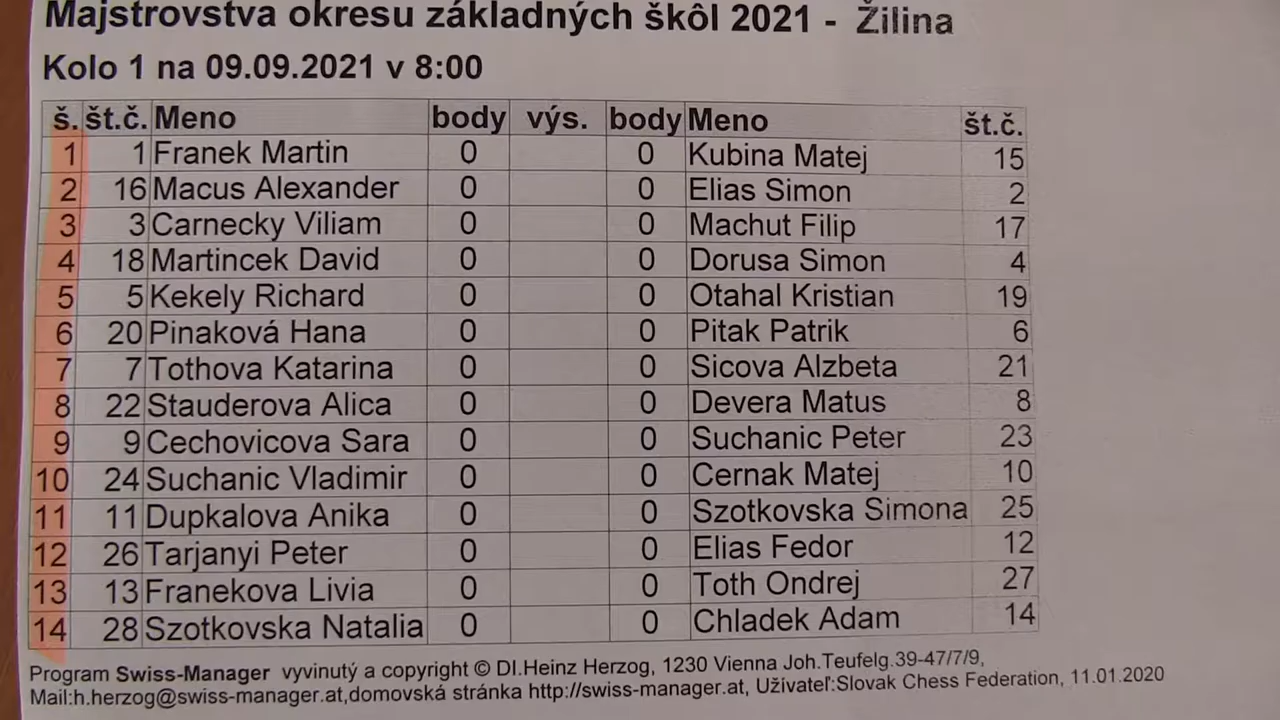 Majstrovstva okresu základných škôl 2021 - Žilina
Kolo 1 na 09.09.2021 v 8:00
š. št.č. Meno body výs. body Meno št.č.
1 1 Franek Martin 0 0 Kubina Matej 15
2 16 Macus Alexander 0 0 Elias Simon 2
3 3 Carnecky Viliam 0 0 Machut Filip 17
4 18 Martincek David 0 0 Dorusa Simon 4
5 5 Kekely Richard 0 0 Otahal Kristian 19
6 20 Pinaková Hana 0 0 Pitak Patrik 6
7 7 Tothova Katarina 0 0 Sicova Alzbeta 21
8 22 Stauderova Alica 0 0 Devera Matus 8
9 9 Cechovicova Sara 0 0 Suchanic Peter 23
10 24 Suchanic Vladimir 0 0 Cernak Matej 10
11 11 Dupkalova Anika 0 0 Szotkovska Simona 25
12 26 Tarjanyi Peter 0 0 Elias Fedor 12
13 13 Franekova Livia 0 0 Toth Ondrej 27
14 28 Szotkovska Natalia 0 0 Chladek Adam 14
Program Swiss-Manager vyvinutý a copyright © DI.Heinz Herzog, 1230 Vienna Joh.Teufelg.39-47/7/9,
Mail:h.herzog@swiss-manager.at,domovská stránka http://swiss-manager.at, Užívateľ:Slovak Chess Federation, 11.01.2020